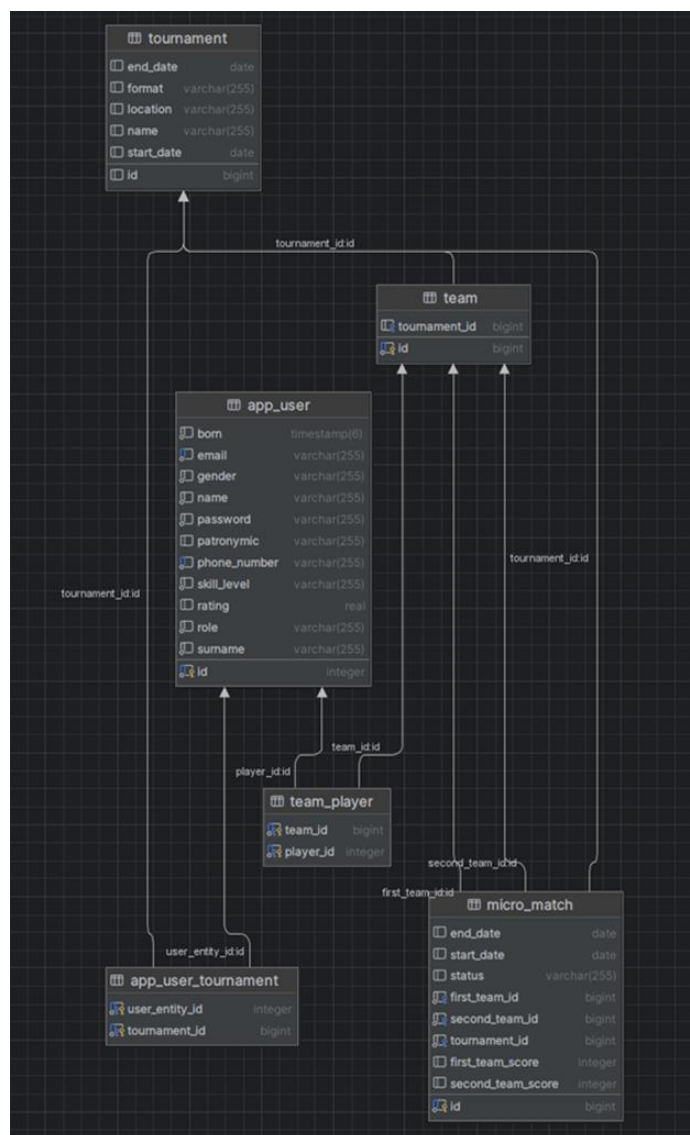 tournament
end_date date
format varchar(255)
location varchar(255)
name varchar(255)
start_date date
id bigint
tournament_id:id
team
tournament_id bigint
id bigint
app_user
born timestamp(6)
email varchar(255)
gender varchar(255)
name varchar(255)
password varchar(255)
patronymic varchar(255)
phone_number varchar(255)
skill_level varchar(255)
rating real
role varchar(255)
surname varchar(255)
id integer
tournament_id:id
tournament_id:id
team_id:id
player_id:id
team_player
team_id bigint
player_id integer
second_team_id:id
first_team_id:id
micro_match
end_date date
start_date date
status varchar(255)
first_team_id bigint
second_team_id bigint
tournament_id bigint
first_team_score integer
second_team_score integer
id bigint
user_entity_id:id
app_user_tournament
user_entity_id integer
tournament_id bigint